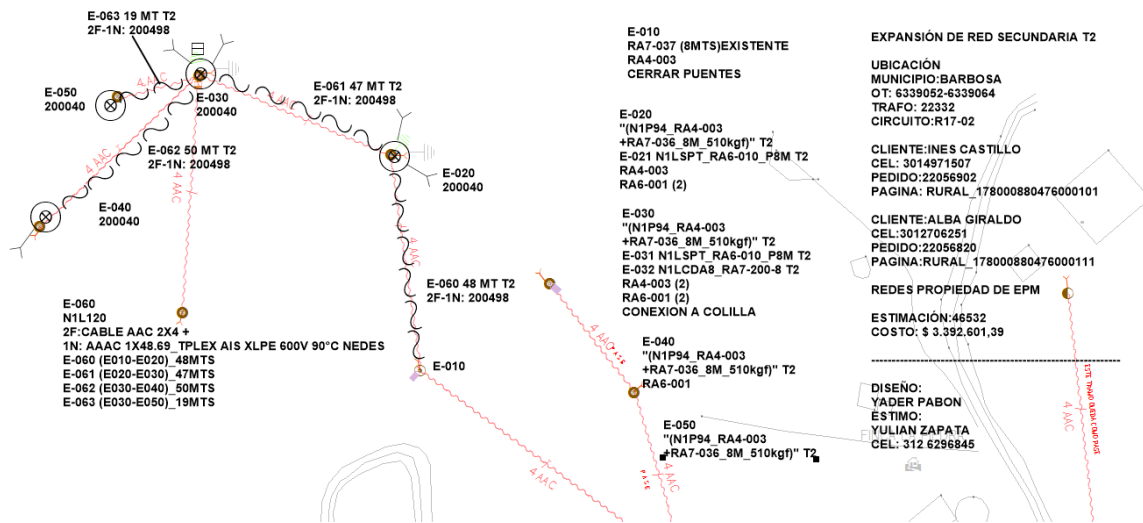 E-063 19 MT T2
2F-1N: 200498
4 AAC
E-050
200040
E-030
200040
E-061 47 MT T2
2F-1N: 200498
4 AAC
E-062 50 MT T2
2F-1N: 200498
4 AAC
4 AAC
E-020
200040
E-040
200040
4 AAC
E-060 48 MT T2
2F-1N: 200498
E-010
4 AAC
E-060
N1L120
2F:CABLE AAC 2X4 +
1N: AAAC 1X48.69_TPLEX AIS XLPE 600V 90°C NEDES
E-060 (E010-E020)_48MTS
E-061 (E020-E030)_47MTS
E-062 (E030-E040)_50MTS
E-063 (E030-E050)_19MTS
E-010
RA7-037 (8MTS)EXISTENTE
RA4-003
CERRAR PUENTES
E-020
"(N1P94_RA4-003
+RA7-036_8M_510kgf)" T2
E-021 N1LSPT_RA6-010_P8M T2
RA4-003
RA6-001 (2)
E-030
"(N1P94_RA4-003
+RA7-036_8M_510kgf)" T2
E-031 N1LSPT_RA6-010_P8M T2
E-032 N1LCDA8_RA7-200-8 T2
RA4-003 (2)
RA6-001 (2)
CONEXION A COLILLA
4 AAC
PASE
E-040
"(N1P94_RA4-003
+RA7-036_8M_510kgf)" T2
RA6-001
E-050
"(N1P94_RA4-003
+RA7-036_8M_510kgf)" T2
4 AAC
PASE
EXPANSIÓN DE RED SECUNDARIA T2
UBICACIÓN
MUNICIPIO:BARBOSA
OT: 6339052-6339064
TRAFO: 22332
CIRCUITO:R17-02
CLIENTE:INES CASTILLO
CEL: 3014971507
PEDIDO:22056902
PAGINA: RURAL_178000880476000101
CLIENTE:ALBA GIRALDO
CEL:3012706251
PEDIDO:22056820
PAGINA:RURAL_178000880476000111
REDES PROPIEDAD DE EPM
ESTIMACIÓN:46532
COSTO: $ 3.392.601,39
DISEÑO:
YADER PABON
ESTIMO:
YULIAN ZAPATA
CEL: 312 6296845
ESTE TRAMO QUEDA COMO PASE
4 AAC